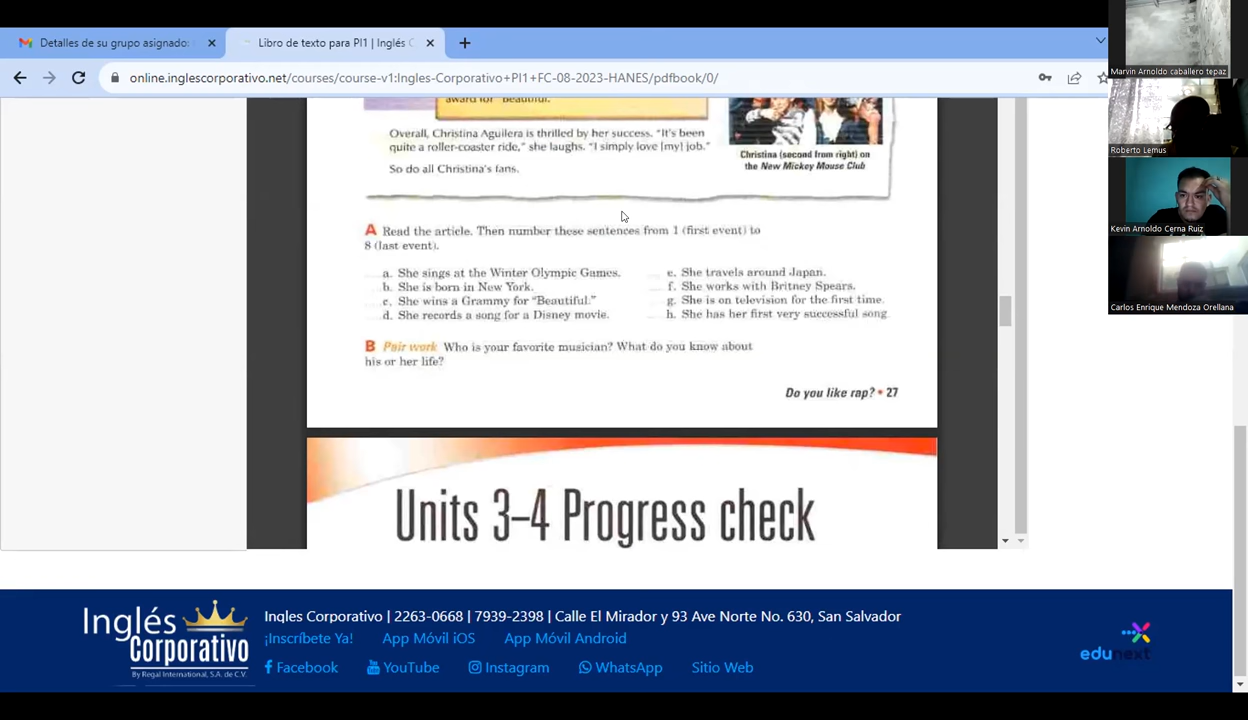 Detalles de su grupo asignado:
Libro de texto para PI1 | Inglés C
online.inglescorporativo.net/courses/course-v1:Ingles-Corporativo+PI1+FC-08-2023-HANES/pdfbook/0/
Marvin Arnoldo caballero tepaz
Roberto Lemus
Kevin Arnoldo Cerna Ruiz
Carlos Enrique Mendoza Orellana
award for "Beautiful."
Overall, Christina Aguilera is thrilled by her success. "It's been
quite a roller-coaster ride," she laughs. "I simply love [my] job."
So do all Christina's fans.
Christina (second from right) on
the New Mickey Mouse Club
A Read the article. Then number these sentences from 1 (first event) to
8 (last event).
a. She sings at the Winter Olympic Games.
b. She is born in New York.
c. She wins a Grammy for "Beautiful."
d. She records a song for a Disney movie.
e. She travels around Japan.
f. She works with Britney Spears.
g. She is on television for the first time.
h. She has her first very successful song.
B Pair work Who is your favorite musician? What do you know about
his or her life?
Do you like rap? • 27
Units 3–4 Progress check
Inglés
Corporativo
By Regal International, S.A. de C.V.
Ingles Corporativo | 2263-0668 | 7939-2398 | Calle El Mirador y 93 Ave Norte No. 630, San Salvador
¡Inscríbete Ya! App Móvil iOS App Móvil Android
Facebook YouTube Instagram WhatsApp Sitio Web
edunext